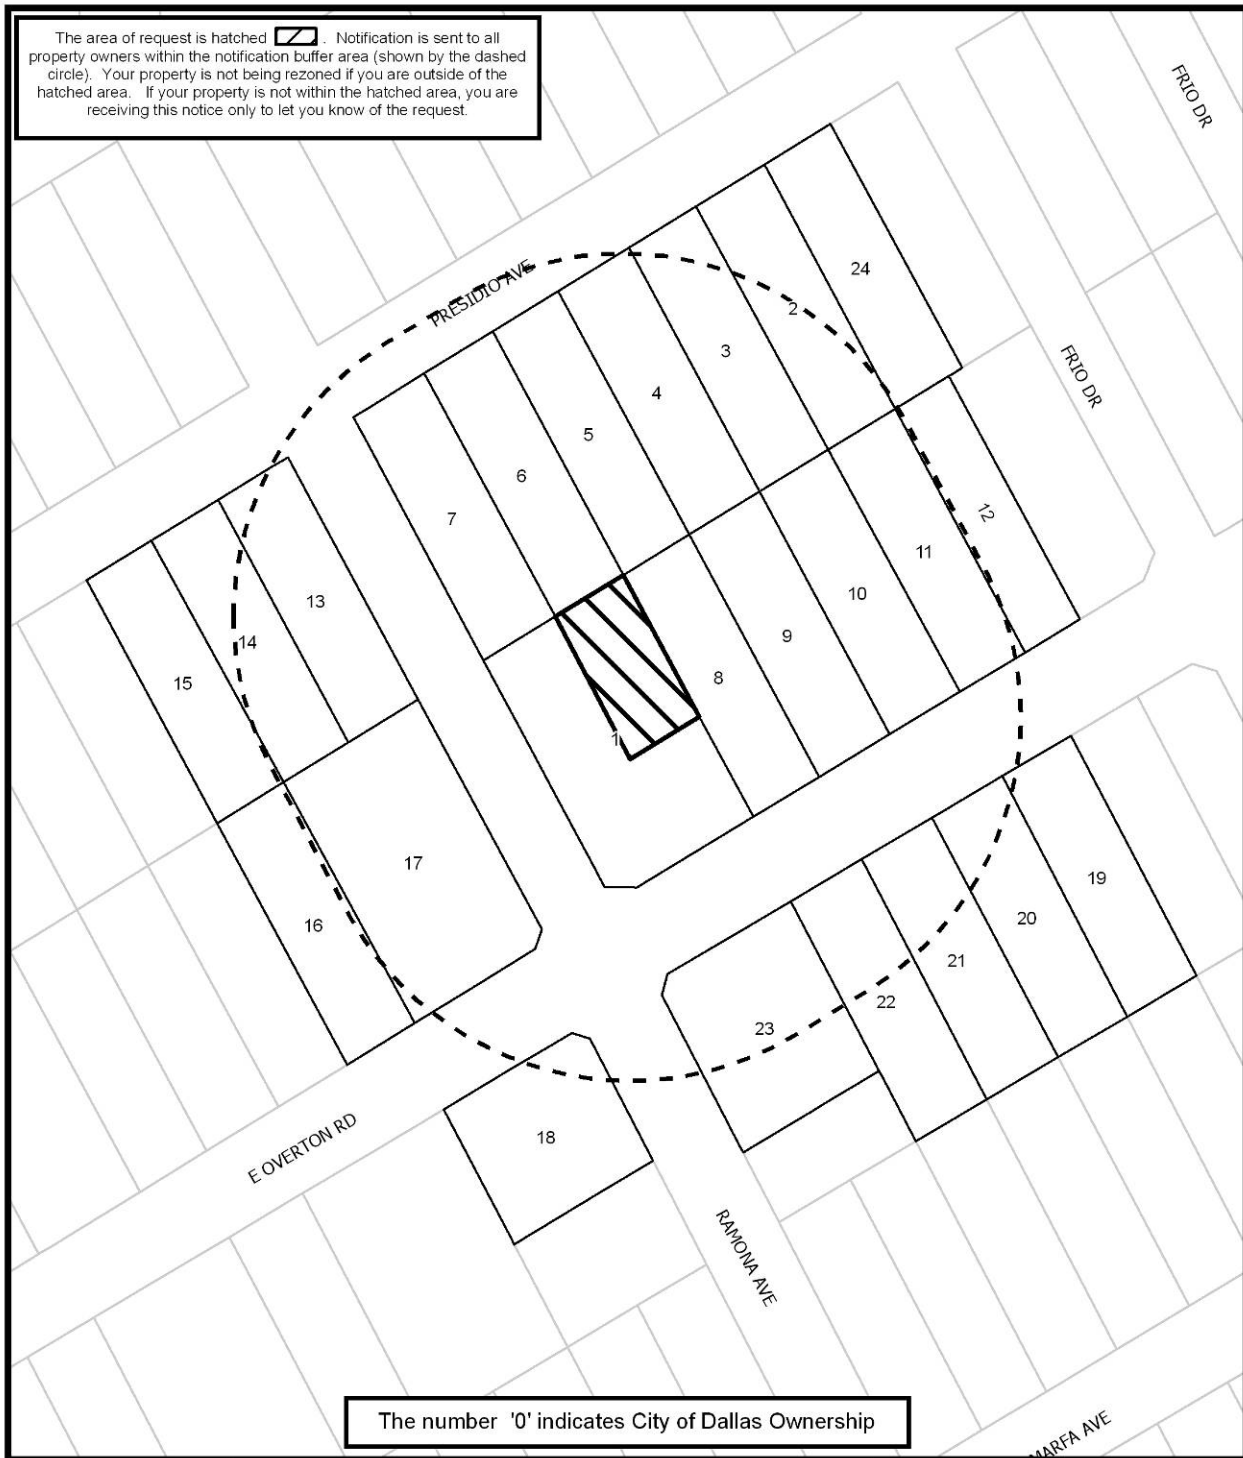 The area of request is hatched . Notification is sent to all
property owners within the notification buffer area (shown by the dashed
circle). Your property is not being rezoned if you are outside of the
hatched area. If your property is not within the hatched area, you are
receiving this notice only to let you know of the request.
FRIO DR
PRESIDIO AVE
24
2
3
FRIO DR
4
5
6
7
12
11
13
10
14
9
15
8
1
17
19
16
20
21
22
23
E OVERTON RD
18
RAMONA AVE
The number '0' indicates City of Dallas Ownership
MARFA AVE